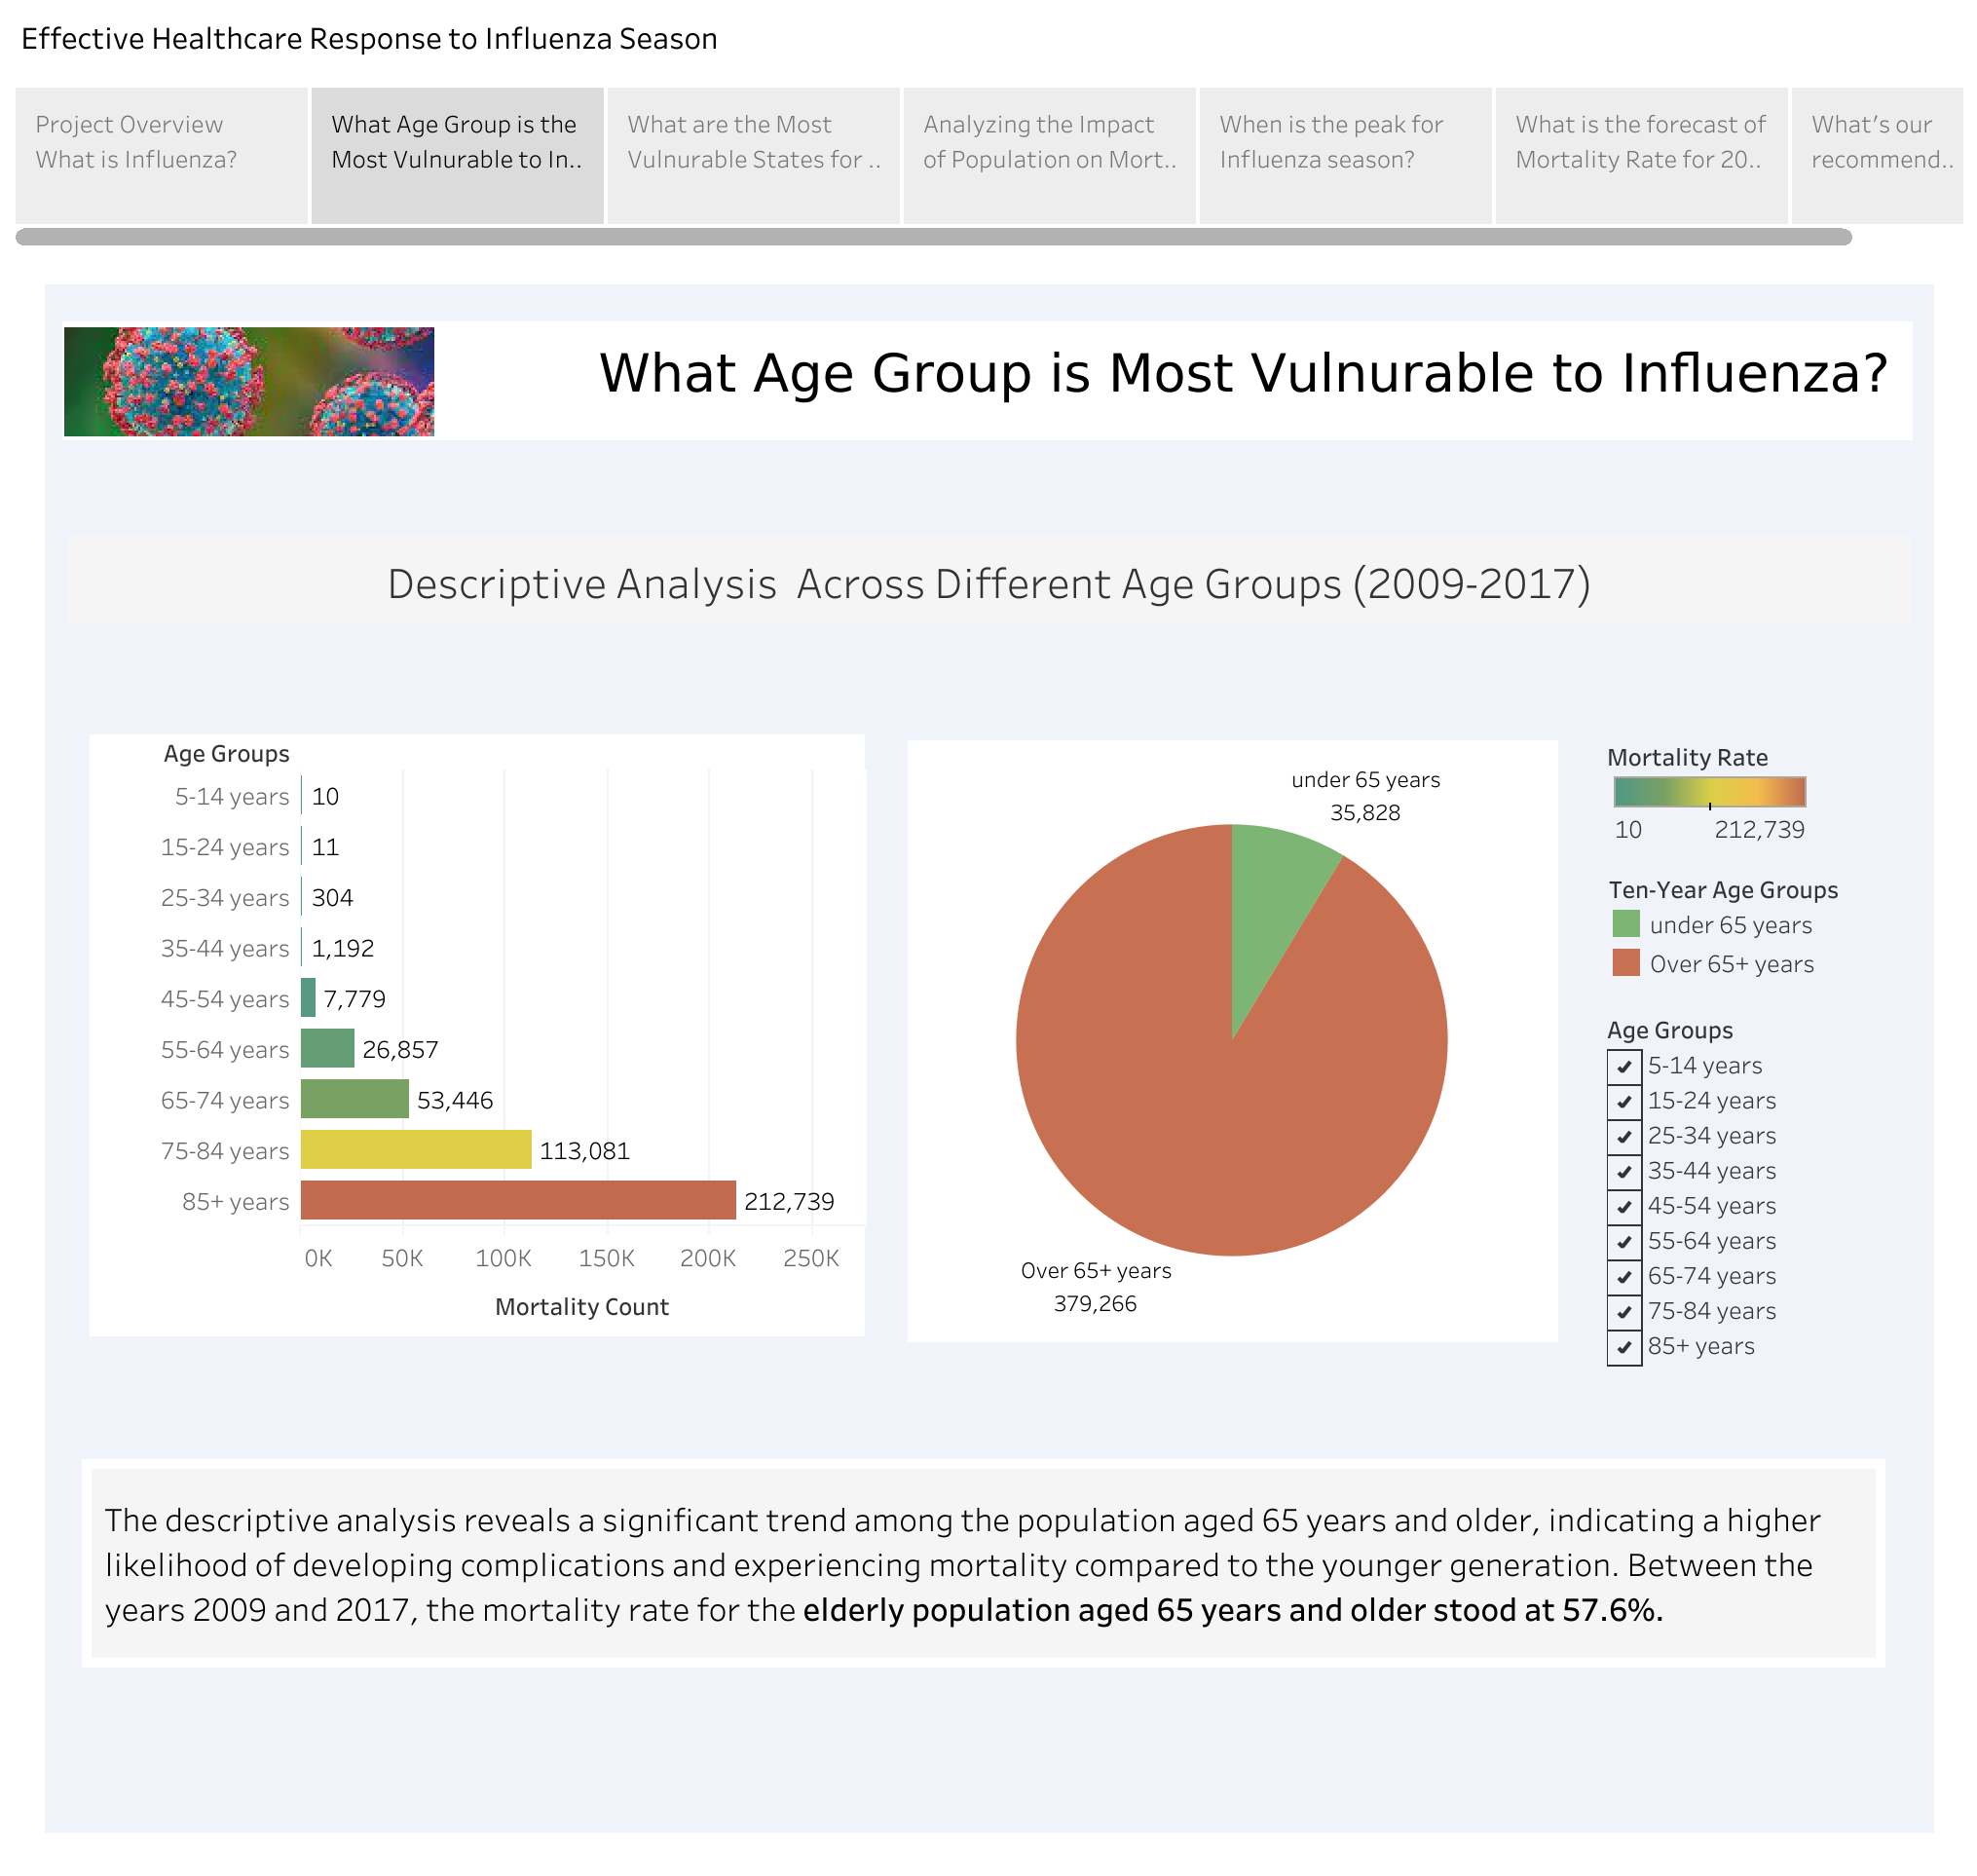 Effective Healthcare Response to Influenza Season
Project Overview
What is Influenza?
What Age Group is the
Most Vulnurable to In..
What are the Most
Vulnurable States for ..
Analyzing the Impact
of Population on Mort..
When is the peak for
Influenza season?
What is the forecast of
Mortality Rate for 20..
What's our
recommend..
What Age Group is Most Vulnurable to Influenza?
Descriptive Analysis  Across Different Age Groups (2009-2017)
Age Groups
5-14 years 10
15-24 years 11
25-34 years 304
35-44 years 1,192
45-54 years 7,779
55-64 years 26,857
65-74 years 53,446
75-84 years 113,081
85+ years 212,739
0K 50K 100K 150K 200K 250K
Mortality Count
under 65 years
35,828
Over 65+ years
379,266
Mortality Rate
10 212,739
Ten-Year Age Groups
under 65 years
Over 65+ years
Age Groups
5-14 years
15-24 years
25-34 years
35-44 years
45-54 years
55-64 years
65-74 years
75-84 years
85+ years
The descriptive analysis reveals a significant trend among the population aged 65 years and older, indicating a higher
likelihood of developing complications and experiencing mortality compared to the younger generation. Between the
years 2009 and 2017, the mortality rate for the elderly population aged 65 years and older stood at 57.6%.